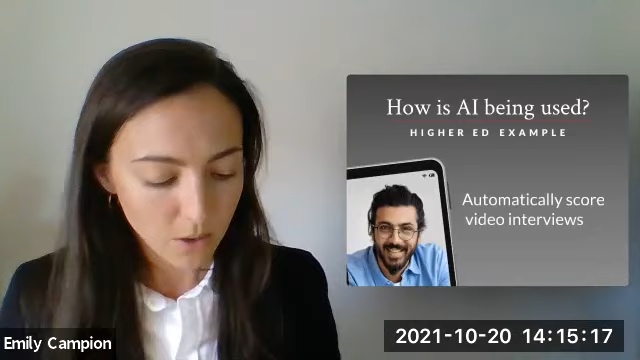 How is AI being used?
HIGHER ED EXAMPLE
Automatically score
video interviews
Emily Campion
2021-10-20 14:15:17